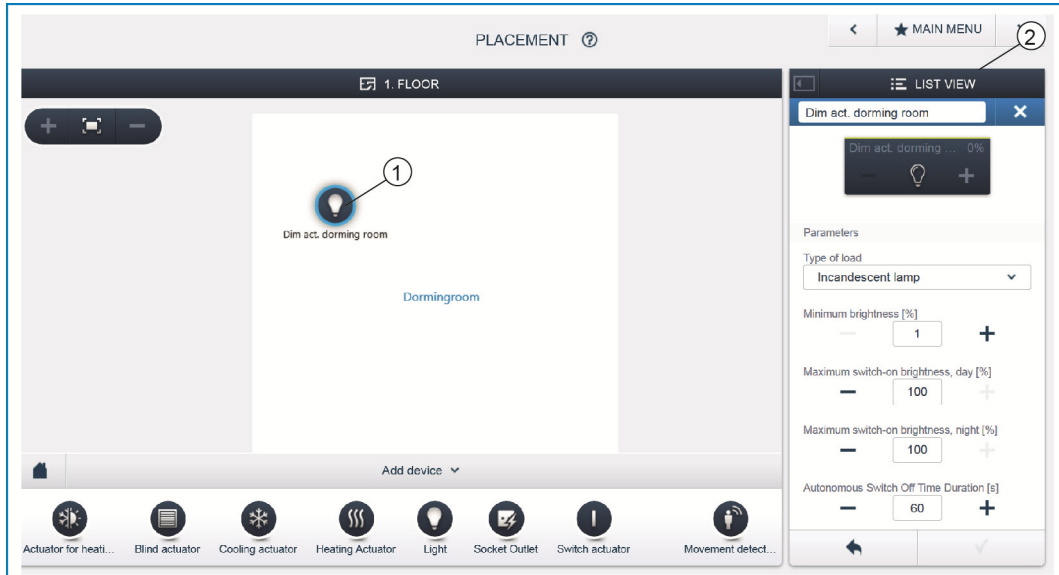 PLACEMENT ?
MAIN MENU
2
1. FLOOR
LIST VIEW
Dim act. dorming room
Dim act. dorming ... 0%
1
Dim act. dorming room
Parameters
Type of load
Incandescent lamp
Dormingroom
Minimum brightness [%]
1
Maximum switch-on brightness, day [%]
100
Maximum switch-on brightness, night [%]
100
Add device
Autonomous Switch Off Time Duration [s]
60
Actuator for heati...
Blind actuator
Cooling actuator
Heating Actuator
Light
Socket Outlet
Switch actuator
Movement detect...